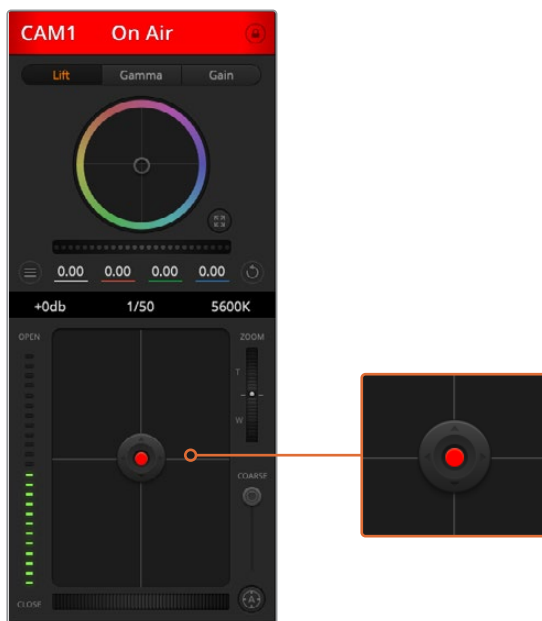 CAM1 On Air
Lift Gamma Gain
0.00 0.00 0.00 0.00
+0db 1/50 5600K
OPEN ZOOM
T
W
COARSE
A
CLOSE